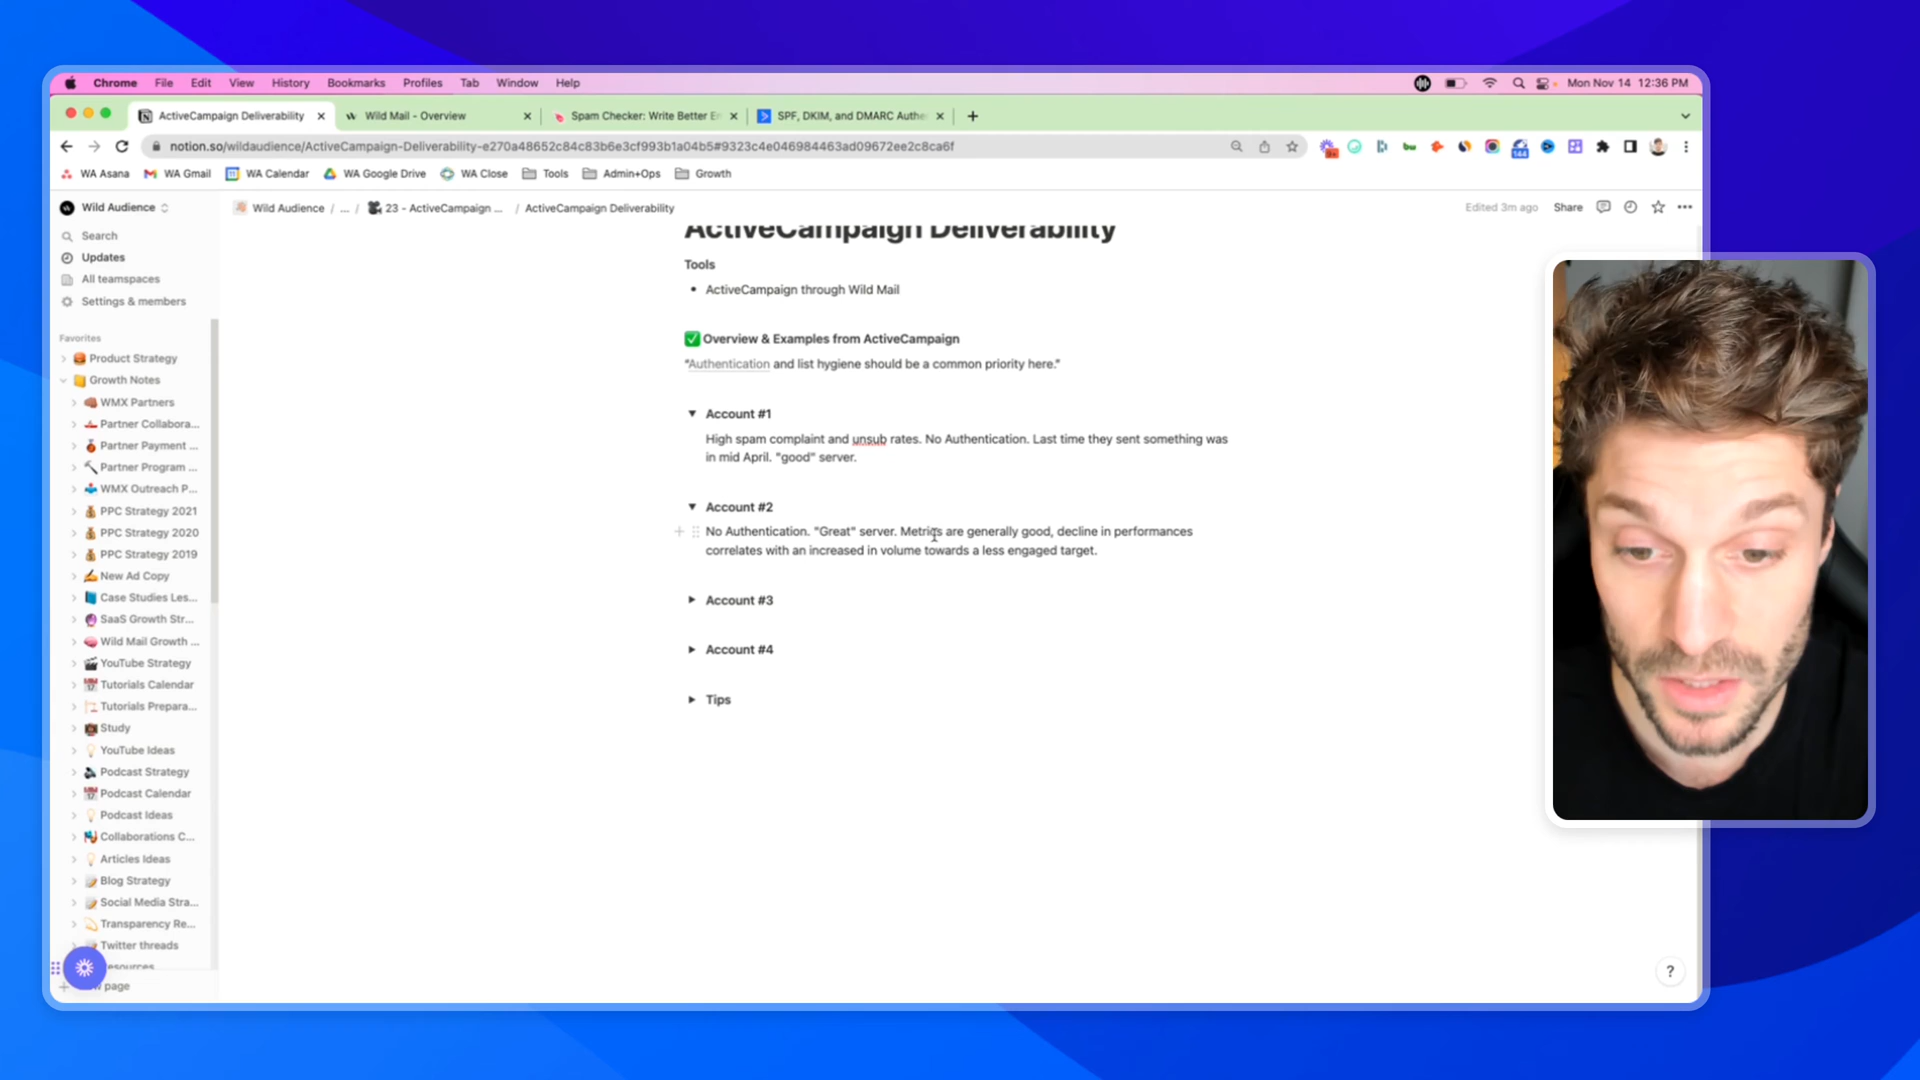 Chrome File Edit View History Bookmarks Profiles Tab Window Help Mon Nov 14 12:36 PM
ActiveCampaign Deliverability Wild Mail - Overview Spam Checker: Write Better E SPF, DKIM, and DMARC Authe
notion.so/wildaudience/ActiveCampaign-Deliverability-e270a48652c84c83b6e3cf993b1a04b5#9323c4e046984463ad09672ee2c8ca6f
9+ 144
WA Asana WA Gmail WA Calendar WA Google Drive WA Close Tools Admin+Ops Growth
Wild Audience
Wild Audience / ... / 23 - ActiveCampaign ... / ActiveCampaign Deliverability
Edited 3m ago Share
Search
Updates
All teamspaces
Settings & members
Favorites
Product Strategy
Growth Notes
WMX Partners
Partner Collabora...
Partner Payment ...
Partner Program ...
WMX Outreach P...
PPC Strategy 2021
PPC Strategy 2020
PPC Strategy 2019
New Ad Copy
Case Studies Les...
SaaS Growth Str...
Wild Mail Growth ...
YouTube Strategy
Tutorials Calendar
Tutorials Prepara...
Study
YouTube Ideas
Podcast Strategy
Podcast Calendar
Podcast Ideas
Collaborations C...
Articles Ideas
Blog Strategy
Social Media Stra...
Transparency Re...
Twitter threads
page
ActiveCampaign Deliverability
Tools
• ActiveCampaign through Wild Mail
✅ Overview & Examples from ActiveCampaign
"Authentication and list hygiene should be a common priority here."
Account #1
High spam complaint and unsub rates. No Authentication. Last time they sent something was
in mid April. "good" server.
Account #2
No Authentication. "Great" server. Metrics are generally good, decline in performances
correlates with an increased in volume towards a less engaged target.
Account #3
Account #4
Tips
?